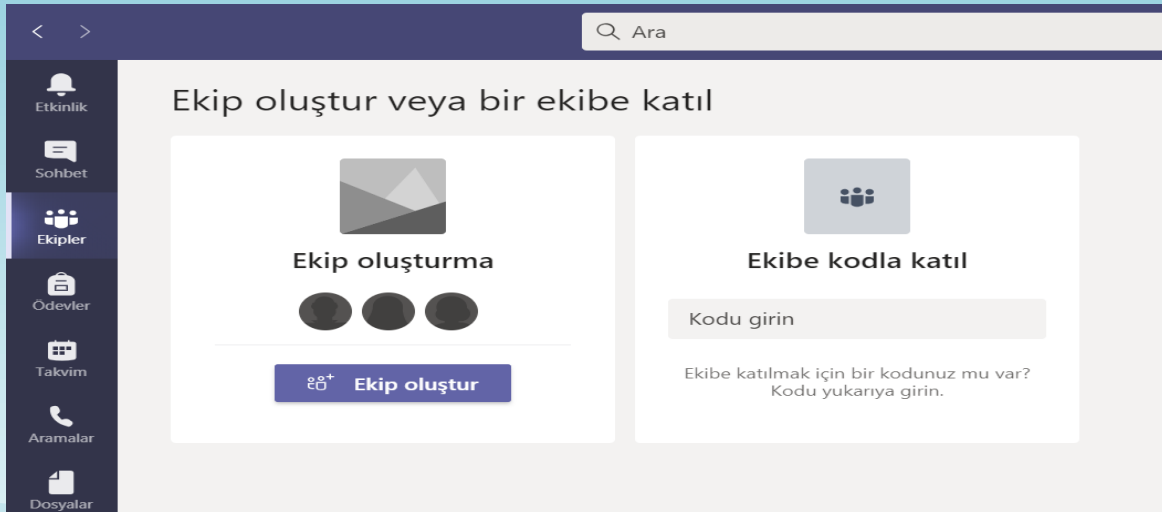 Ara
Etkinlik
Sohbet
Ekipler
Ödevler
Takvim
Aramalar
Dosyalar
Ekip oluştur veya bir ekibe katıl
Ekip oluşturma
Ekip oluştur
Ekibe kodla katıl
Kodu girin
Ekibe katılmak için bir kodunuz mu var?
Kodu yukarıya girin.